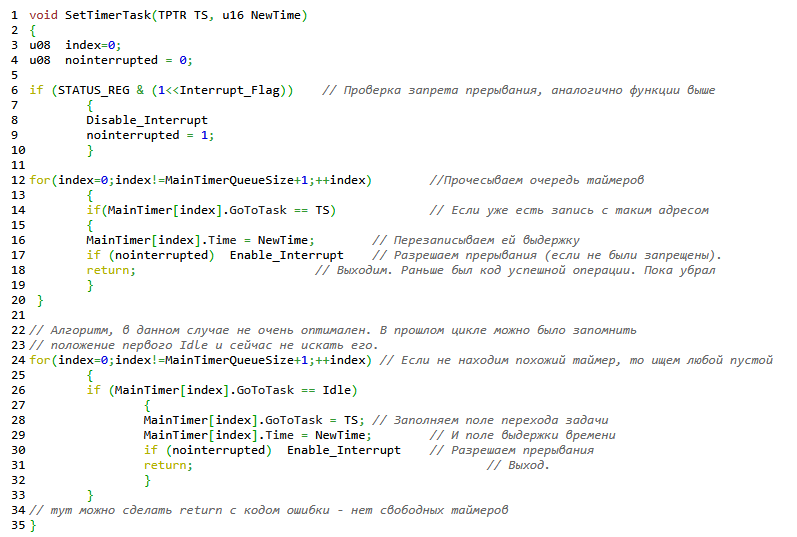 1 void SetTimerTask(TPTR TS, u16 NewTime)
2 {
3 u08  index=0;
4 u08  nointerrupted = 0;
5
6 if (STATUS_REG & (1<<Interrupt_Flag))    // Проверка запрета прерывания, аналогично функции выше
7         {
8         Disable_Interrupt
9         nointerrupted = 1;
10         }
11
12 for(index=0;index!=MainTimerQueueSize+1;++index)        //Прочесываем очередь таймеров
13         {
14         if(MainTimer[index].GoToTask == TS)             // Если уже есть запись с таким адресом
15         {
16         MainTimer[index].Time = NewTime;        // Перезаписываем ей выдержку
17         if (nointerrupted)  Enable_Interrupt    // Разрешаем прерывания (если не были запрещены).
18         return;                         // Выходим. Раньше был код успешной операции. Пока убрал
19         }
20  }
21
22 // Алгоритм, в данном случае не очень оптимален. В прошлом цикле можно было запомнить
23 // положение первого Idle и сейчас не искать его.
24 for(index=0;index!=MainTimerQueueSize+1;++index) // Если не находим похожий таймер, то ищем любой пустой
25         {
26         if (MainTimer[index].GoToTask == Idle)
27                 {
28                 MainTimer[index].GoToTask = TS; // Заполняем поле перехода задачи
29                 MainTimer[index].Time = NewTime;        // И поле выдержки времени
30                 if (nointerrupted)  Enable_Interrupt    // Разрешаем прерывания
31                 return;                                         // Выход.
32                 }
33         }
34 // тут можно сделать return c кодом ошибки - нет свободных таймеров
35 }